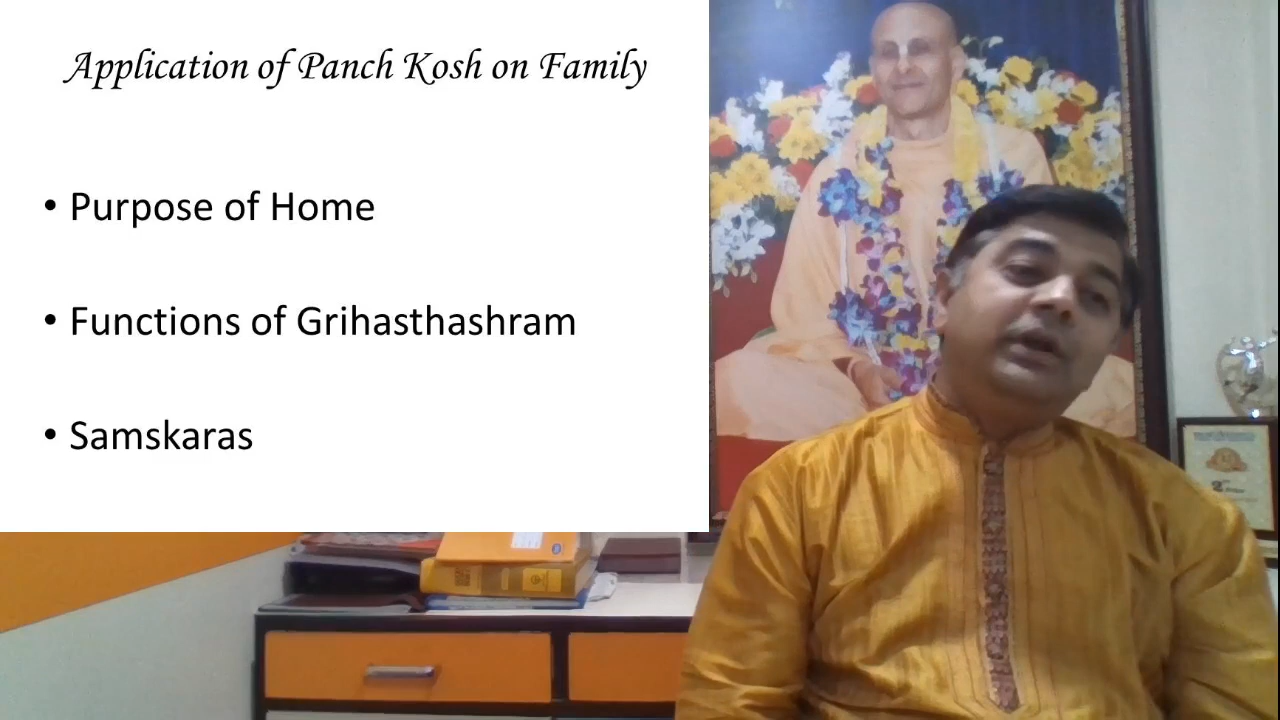 Application of Panch Kosh on Family
• Purpose of Home
• Functions of Grihasthashram
• Samskaras